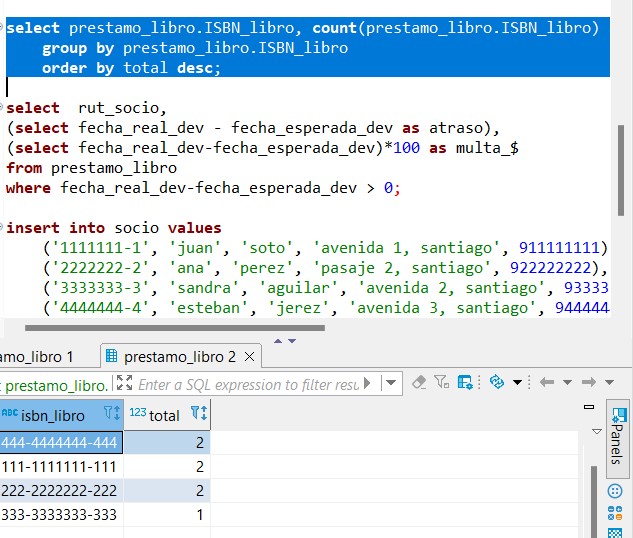 select prestamo_libro.ISBN_libro, count(prestamo_libro.ISBN_libro)
group by prestamo_libro.ISBN_libro
order by total desc;
select rut_socio,
(select fecha_real_dev - fecha_esperada_dev as atraso),
(select fecha_real_dev-fecha_esperada_dev)*100 as multa_$
from prestamo_libro
where fecha_real_dev-fecha_esperada_dev > 0;
insert into socio values
('1111111-1', 'juan', 'soto', 'avenida 1, santiago', 911111111)
('2222222-2', 'ana', 'perez', 'pasaje 2, santiago', 922222222),
('3333333-3', 'sandra', 'aguilar', 'avenida 2, santiago', 93333
('4444444-4', 'esteban', 'jerez', 'avenida 3, santiago', 944444
amo_libro 1 prestamo_libro 2
t prestamo_libro. Enter a SQL expression to filter resu
ABC isbn_libro 123 total
444-4444444-444 2
111-1111111-111 2
222-2222222-222 2
333-3333333-333 1
Panels